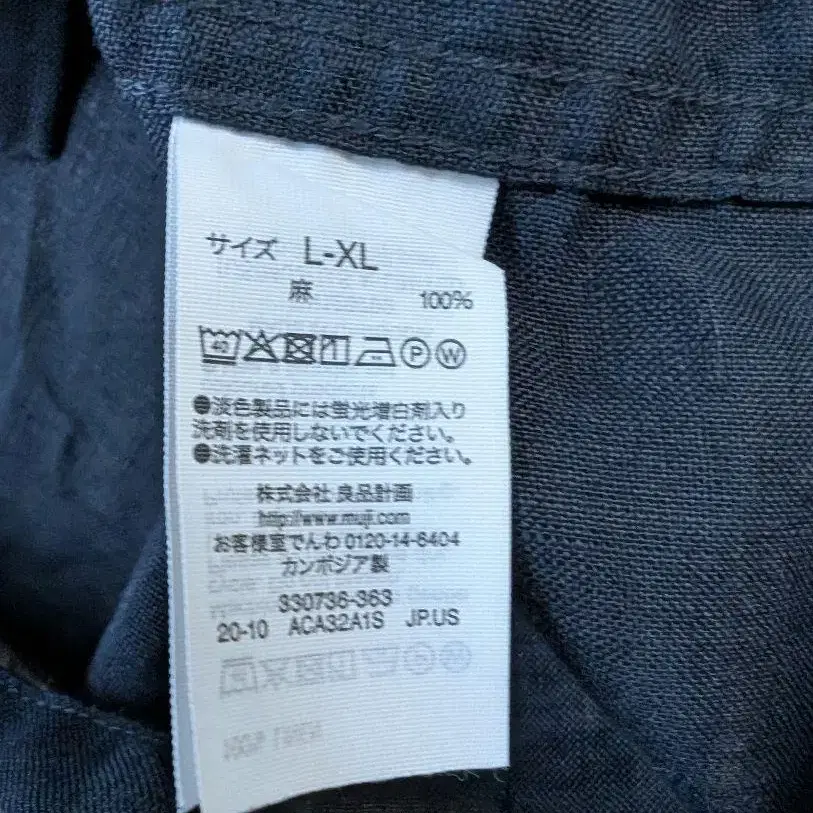 サイズ L-XL
麻 100%
40
P W
●淡色製品には蛍光増白剤入り
洗剤を使用しないでください。
●洗濯ネットをご使用ください。
株式会社 良品計画
http://www.muji.com
お客様室でんわ 0120-14-6404
カンボジア製
330736-363
20-10 ACA32A1S JP.US